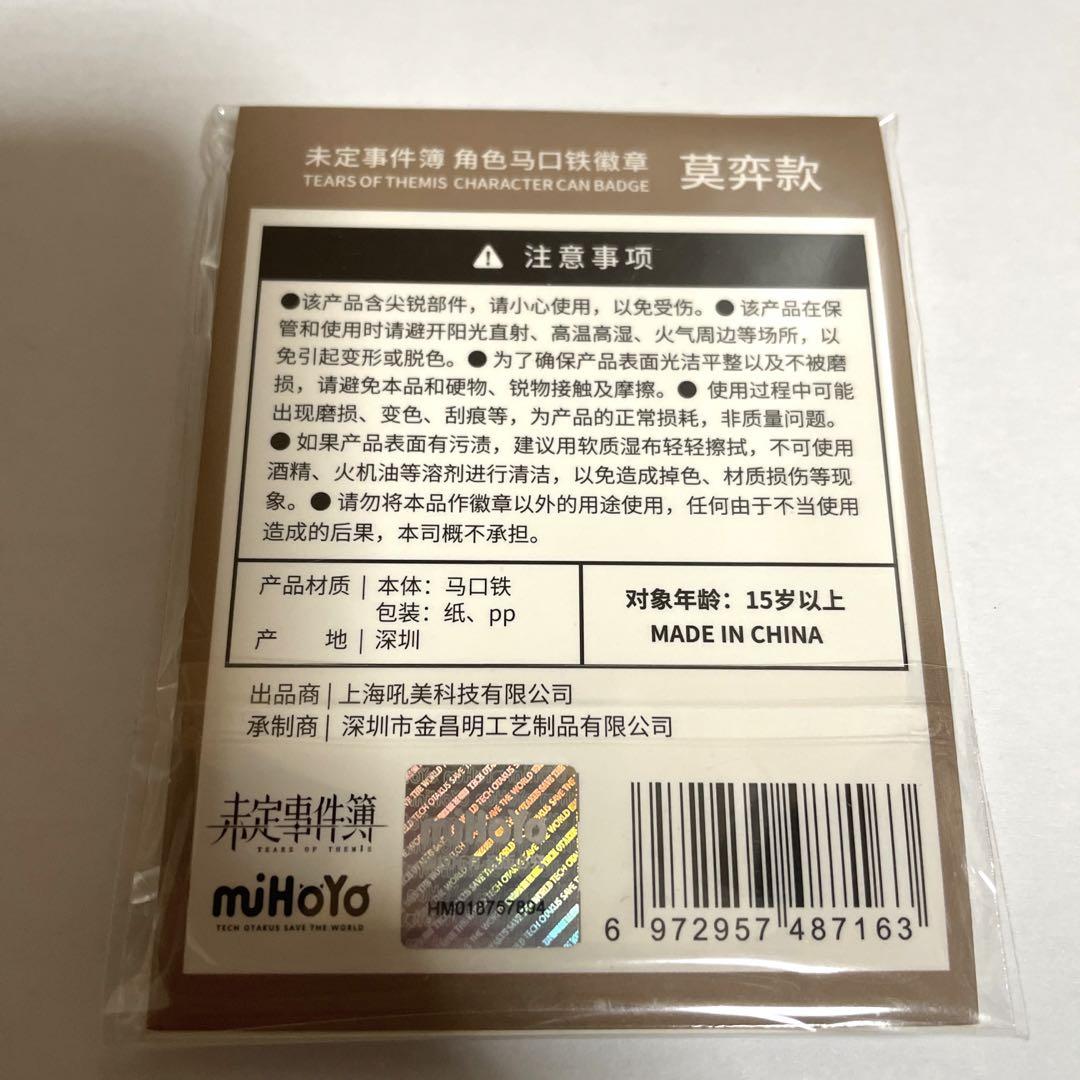 未定事件簿 角色马口铁徽章 莫弈款
TEARS OF THEMIS CHARACTER CAN BADGE
注意事项
●该产品含尖锐部件，请小心使用，以免受伤。● 该产品在保
管和使用时请避开阳光直射、高温高湿、火气周边等场所，以
免引起变形或脱色。● 为了确保产品表面光洁平整以及不被磨
损，请避免本品和硬物、锐物接触及摩擦。● 使用过程中可能
出现磨损、变色、刮痕等，为产品的正常损耗，非质量问题。
● 如果产品表面有污渍，建议用软质湿布轻轻擦拭，不可使用
酒精、火机油等溶剂进行清洁，以免造成掉色、材质损伤等现
象。● 请勿将本品作徽章以外的用途使用，任何由于不当使用
造成的后果，本司概不承担。
产品材质 | 本体：马口铁
包装：纸、pp
产 地 | 深圳
对象年龄：15岁以上
MADE IN CHINA
出品商 | 上海吼美科技有限公司
承制商 | 深圳市金昌明工艺制品有限公司
未定事件簿
TEARS OF THEMIS
miHoYo
TECH OTAKUS SAVE THE WORLD
miHoYo
TECH OTAKUS SAVE THE WORLD
HM018757894
6 972957 487163